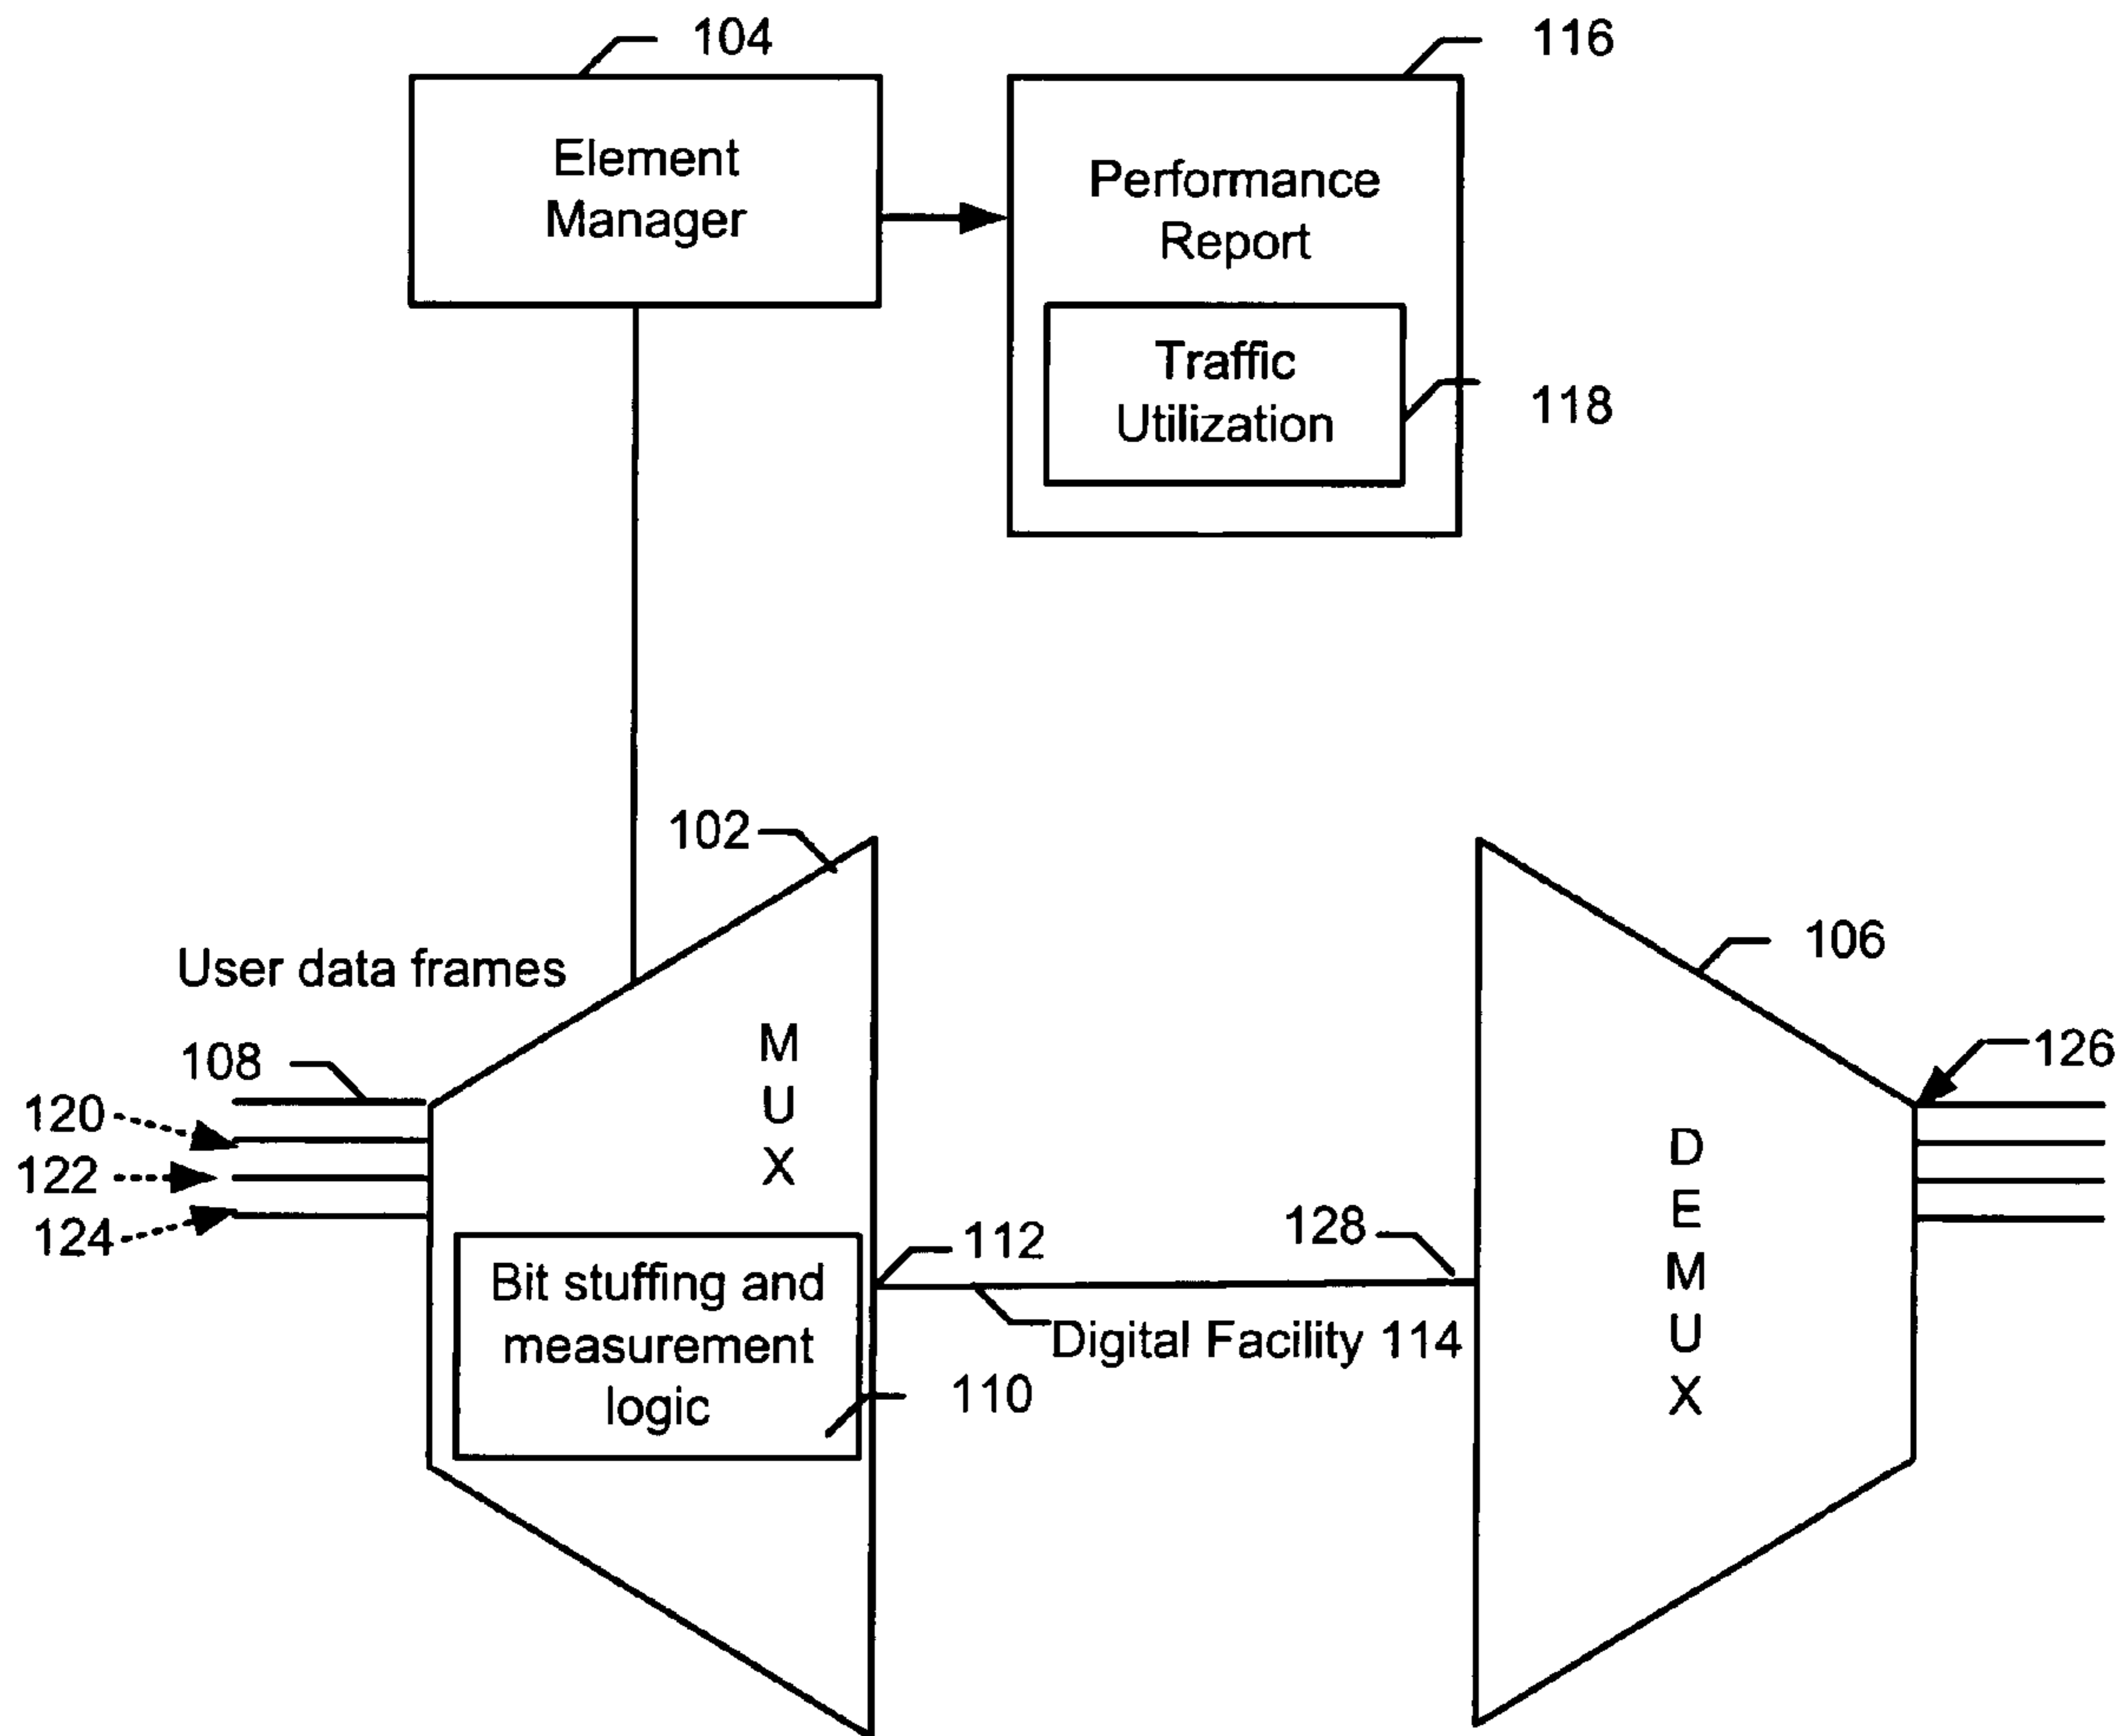 104
116
Element
Manager
Performance
Report
Traffic
Utilization
118
102
106
User data frames
108
120
122
124
M
U
X
126
D
E
M
U
X
112
128
Bit stuffing and
measurement
logic
Digital Facility 114
110